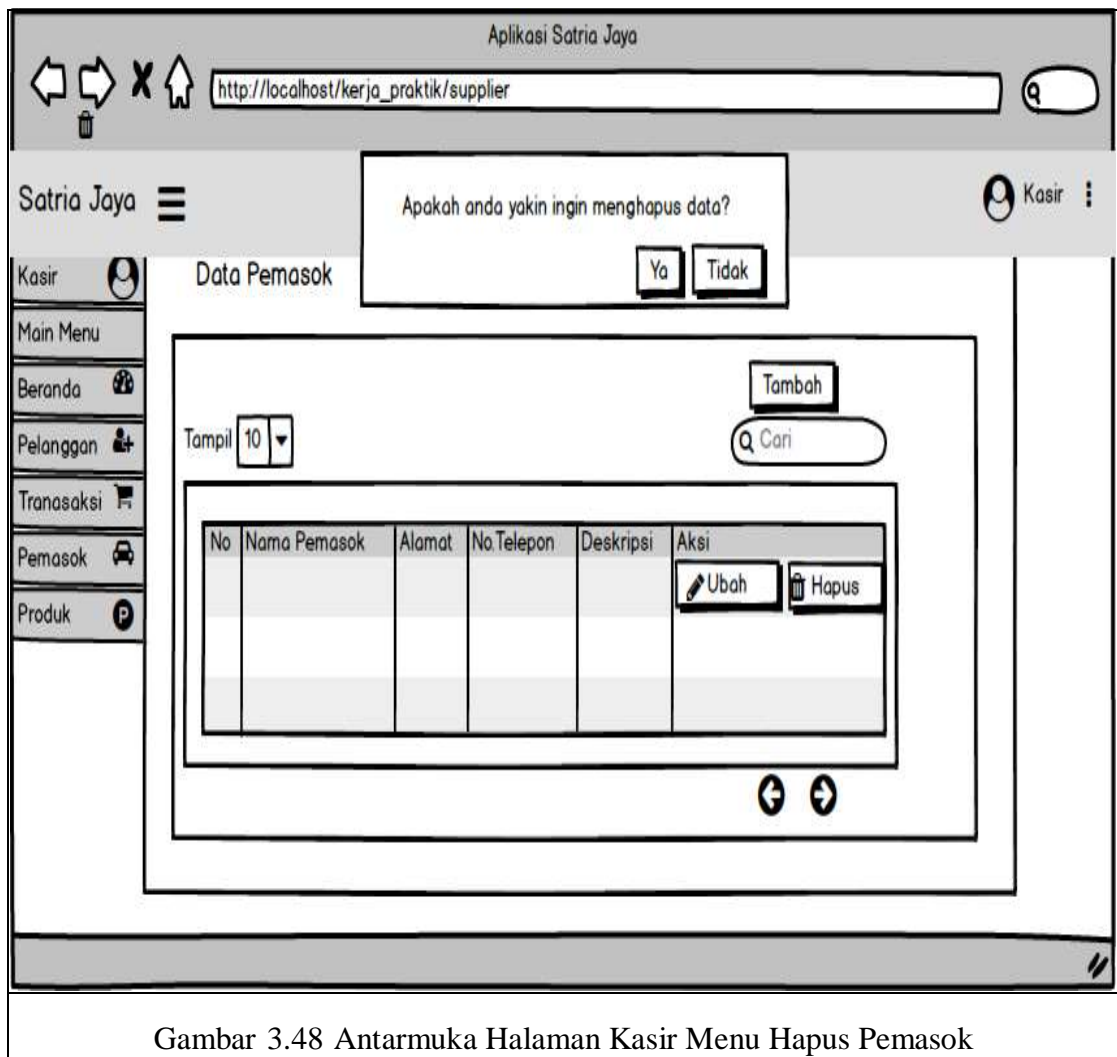 Aplikasi Satria Jaya
http://localhost/kerja_praktik/supplier
Satria Jaya
Apakah anda yakin ingin menghapus data?
Ya Tidak
Kasir
Kasir
Main Menu
Beranda
Pelanggan
Tranasaksi
Pemasok
Produk
Data Pemasok
Tambah
Tampil 10
Cari
No Nama Pemasok Alamat No.Telepon Deskripsi Aksi
Ubah Hapus
Gambar 3.48 Antarmuka Halaman Kasir Menu Hapus Pemasok